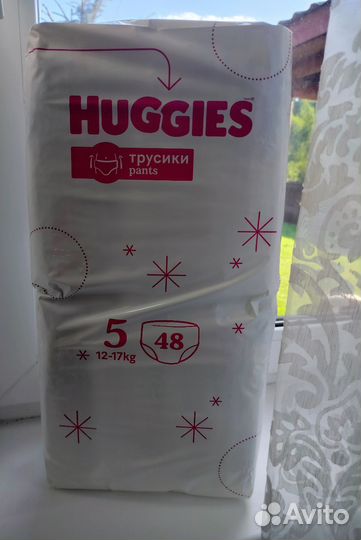 HUGGIES
трусики
pants
5
48
12-17kg
Avito